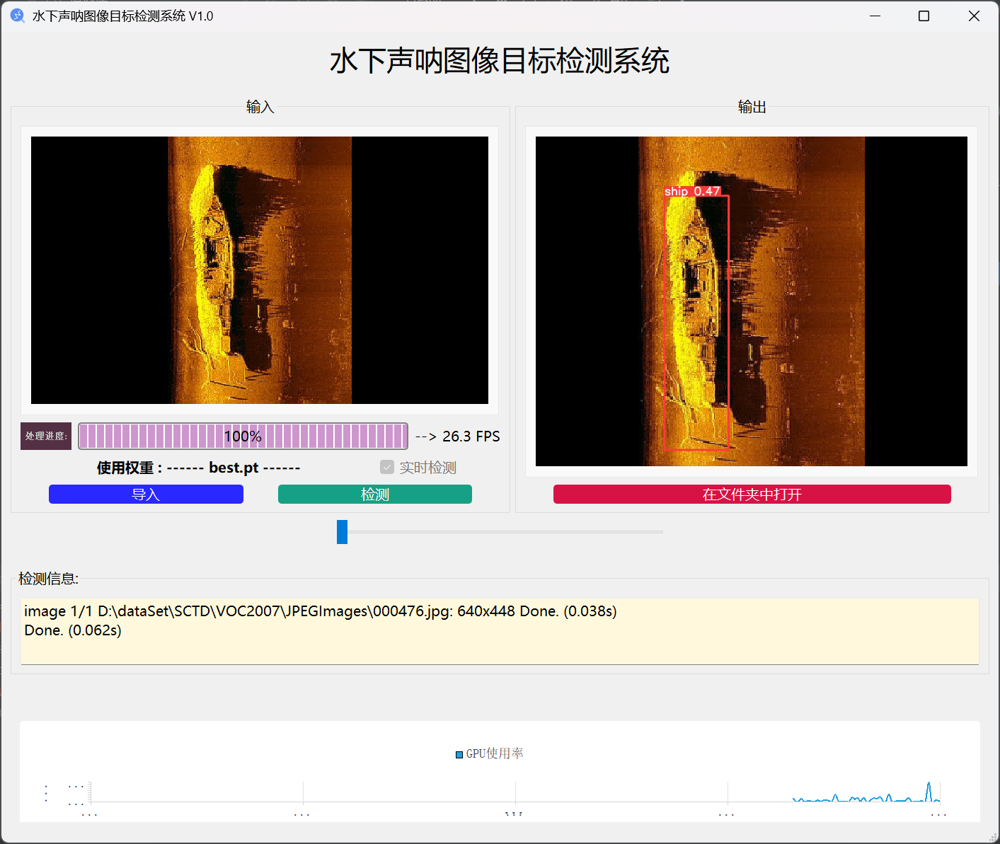 水下声呐图像目标检测系统 V1.0
水下声呐图像目标检测系统
输入
输出
ship 0.47
处理进度:
100%
--> 26.3 FPS
使用权重 : ------ best.pt ------
实时检测
导入
检测
在文件夹中打开
检测信息:
image 1/1 D:\dataSet\SCTD\VOC2007\JPEGImages\000476.jpg: 640x448 Done. (0.038s)
Done. (0.062s)
GPU使用率
...
...
... ... ... ... ...